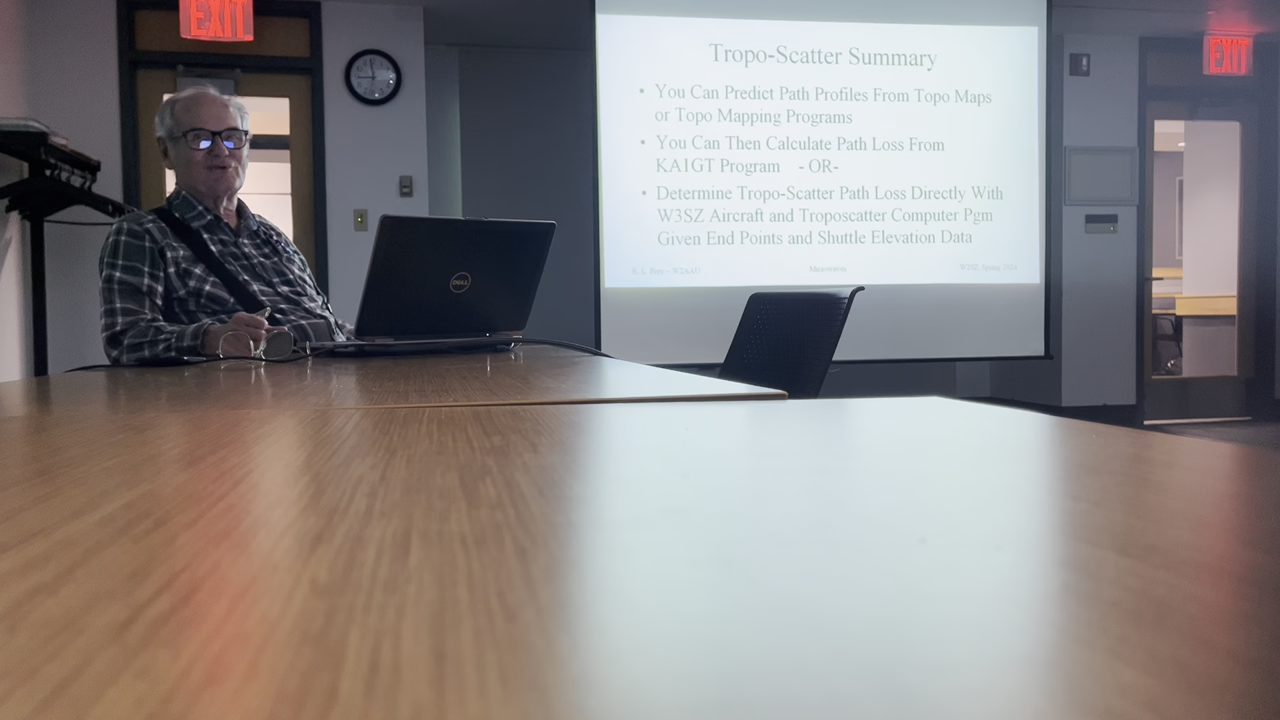 EXIT
Tropo-Scatter Summary
• You Can Predict Path Profiles From Topo Maps
or Topo Mapping Programs
• You Can Then Calculate Path Loss From
KA1GT Program - OR-
• Determine Tropo-Scatter Path Loss Directly With
W3SZ Aircraft and Troposcatter Computer Pgm
Given End Points and Shuttle Elevation Data
Microwaves
Spring
EXIT
DELL